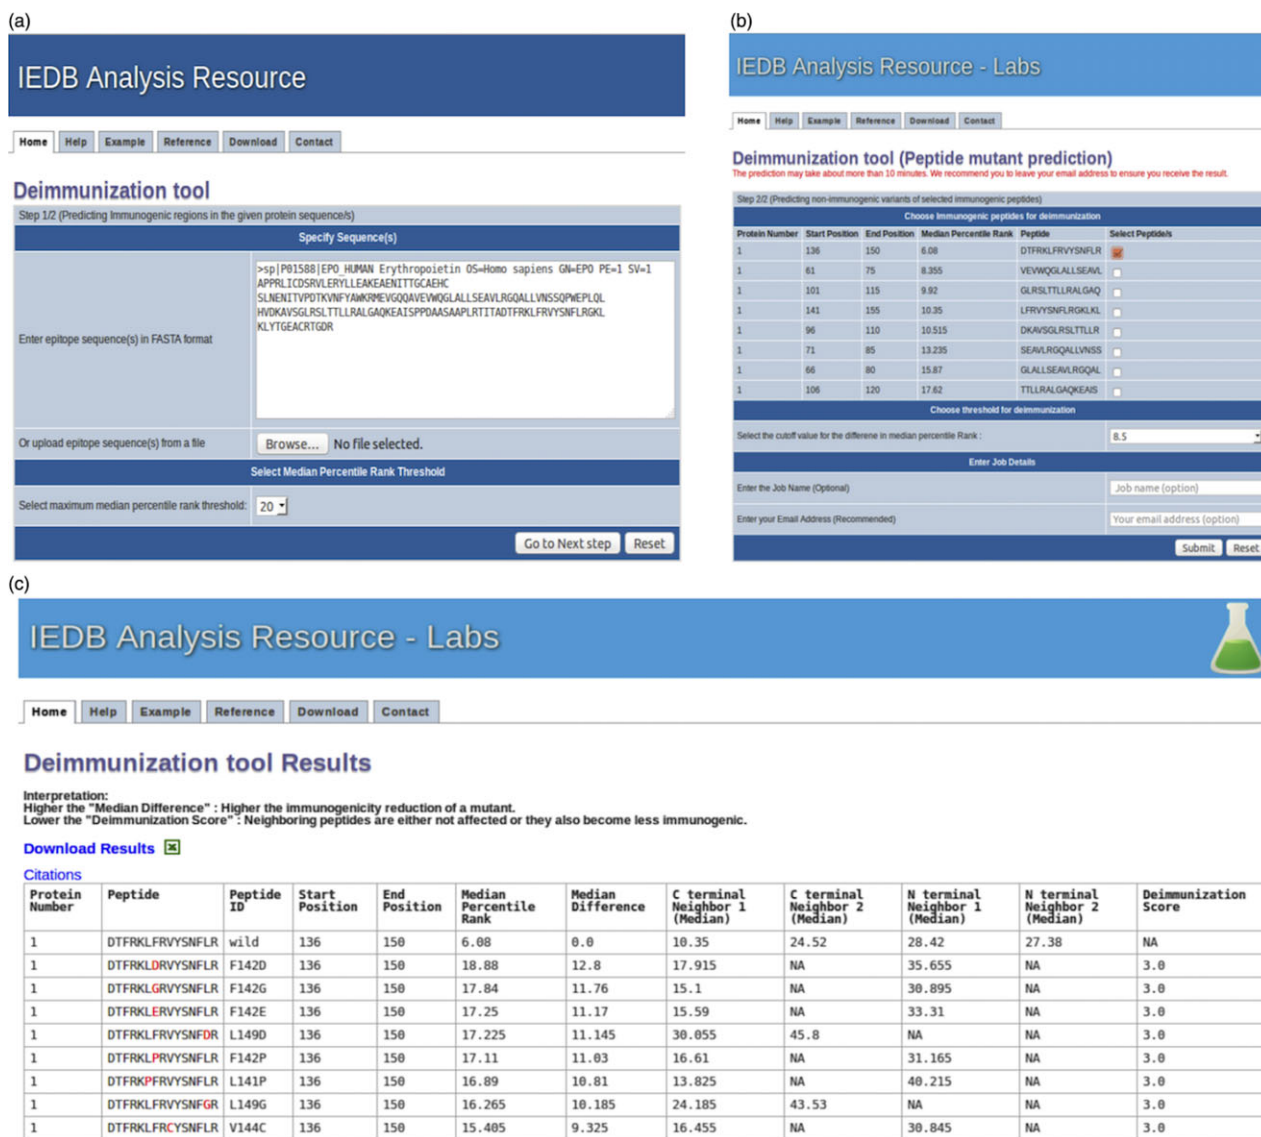 (a)
IEDB Analysis Resource
Home Help Example Reference Download Contact
Deimmunization tool
Step 1/2 (Predicting Immunogenic regions in the given protein sequence/s)
Specify Sequence(s)
Enter epitope sequence(s) in FASTA format
>sp|P01588|EPO_HUMAN Erythropoietin OS=Homo sapiens GN=EPO PE=1 SV=1
APPRLICDSRVLERYLLEAKEAENITTGCAEHC
SLNENITVPDTKVNFYAWKRMEVGQQAVEVWQGLALLSEAVLRGQALLVNSSQPWEPLQL
HVDKAVSGLRSLTTLLRALGAQKEAISPPDAASAAPLRTITADTFRKLFRVYSNFLRGKL
KLYTGEACRTGDR
Or upload epitope sequence(s) from a file Browse... No file selected.
Select Median Percentile Rank Threshold
Select maximum median percentile rank threshold: 20
Go to Next step Reset
(b)
IEDB Analysis Resource - Labs
Home Help Example Reference Download Contact
Deimmunization tool (Peptide mutant prediction)
The prediction may take about more than 10 minutes. We recommend you to leave your email address to ensure you receive the result.
Step 2/2 (Predicting non-immunogenic variants of selected immunogenic peptides)
Choose Immunogenic peptides for deimmunization
Protein Number Start Position End Position Median Percentile Rank Peptide Select Peptide/s
1 136 150 6.08 DTFRKLFRVYSNFLR
1 61 75 8.355 VEVWQGLALLSEAVL
1 101 115 9.92 GLRSLTTLLRALGAQ
1 141 155 10.35 LFRVYSNFLRGKLKL
1 96 110 10.515 DKAVSGLRSLTTLLR
1 71 85 13.235 SEAVLRGQALLVNSS
1 66 80 15.87 GLALLSEAVLRGQAL
1 106 120 17.62 TTLLRALGAQKEAIS
Choose threshold for deimmunization
Select the cutoff value for the differene in median percentile Rank : 8.5
Enter Job Details
Enter the Job Name (Optional) Job name (option)
Enter your Email Address (Recommended) Your email address (option)
Submit Reset
(c)
IEDB Analysis Resource - Labs
Home Help Example Reference Download Contact
Deimmunization tool Results
Interpretation:
Higher the "Median Difference" : Higher the immunogenicity reduction of a mutant.
Lower the "Deimmunization Score" : Neighboring peptides are either not affected or they also become less immunogenic.
Download Results
Citations
Protein Number Peptide Peptide ID Start Position End Position Median Percentile Rank Median Difference C terminal Neighbor 1 (Median) C terminal Neighbor 2 (Median) N terminal Neighbor 1 (Median) N terminal Neighbor 2 (Median) Deimmunization Score
1 DTFRKLFRVYSNFLR wild 136 150 6.08 0.0 10.35 24.52 28.42 27.38 NA
1 DTFRKLDRVYSNFLR F142D 136 150 18.88 12.8 17.915 NA 35.655 NA 3.0
1 DTFRKLGRVYSNFLR F142G 136 150 17.84 11.76 15.1 NA 30.895 NA 3.0
1 DTFRKLERVYSNFLR F142E 136 150 17.25 11.17 15.59 NA 33.31 NA 3.0
1 DTFRKLFRVYSNFDR L149D 136 150 17.225 11.145 30.055 45.8 NA NA 3.0
1 DTFRKLPRVYSNFLR F142P 136 150 17.11 11.03 16.61 NA 31.165 NA 3.0
1 DTFRKPFRVYSNFLR L141P 136 150 16.89 10.81 13.825 NA 40.215 NA 3.0
1 DTFRKLFRVYSNFGR L149G 136 150 16.265 10.185 24.185 43.53 NA NA 3.0
1 DTFRKLFRCYSNFLR V144C 136 150 15.405 9.325 16.455 NA 30.845 NA 3.0